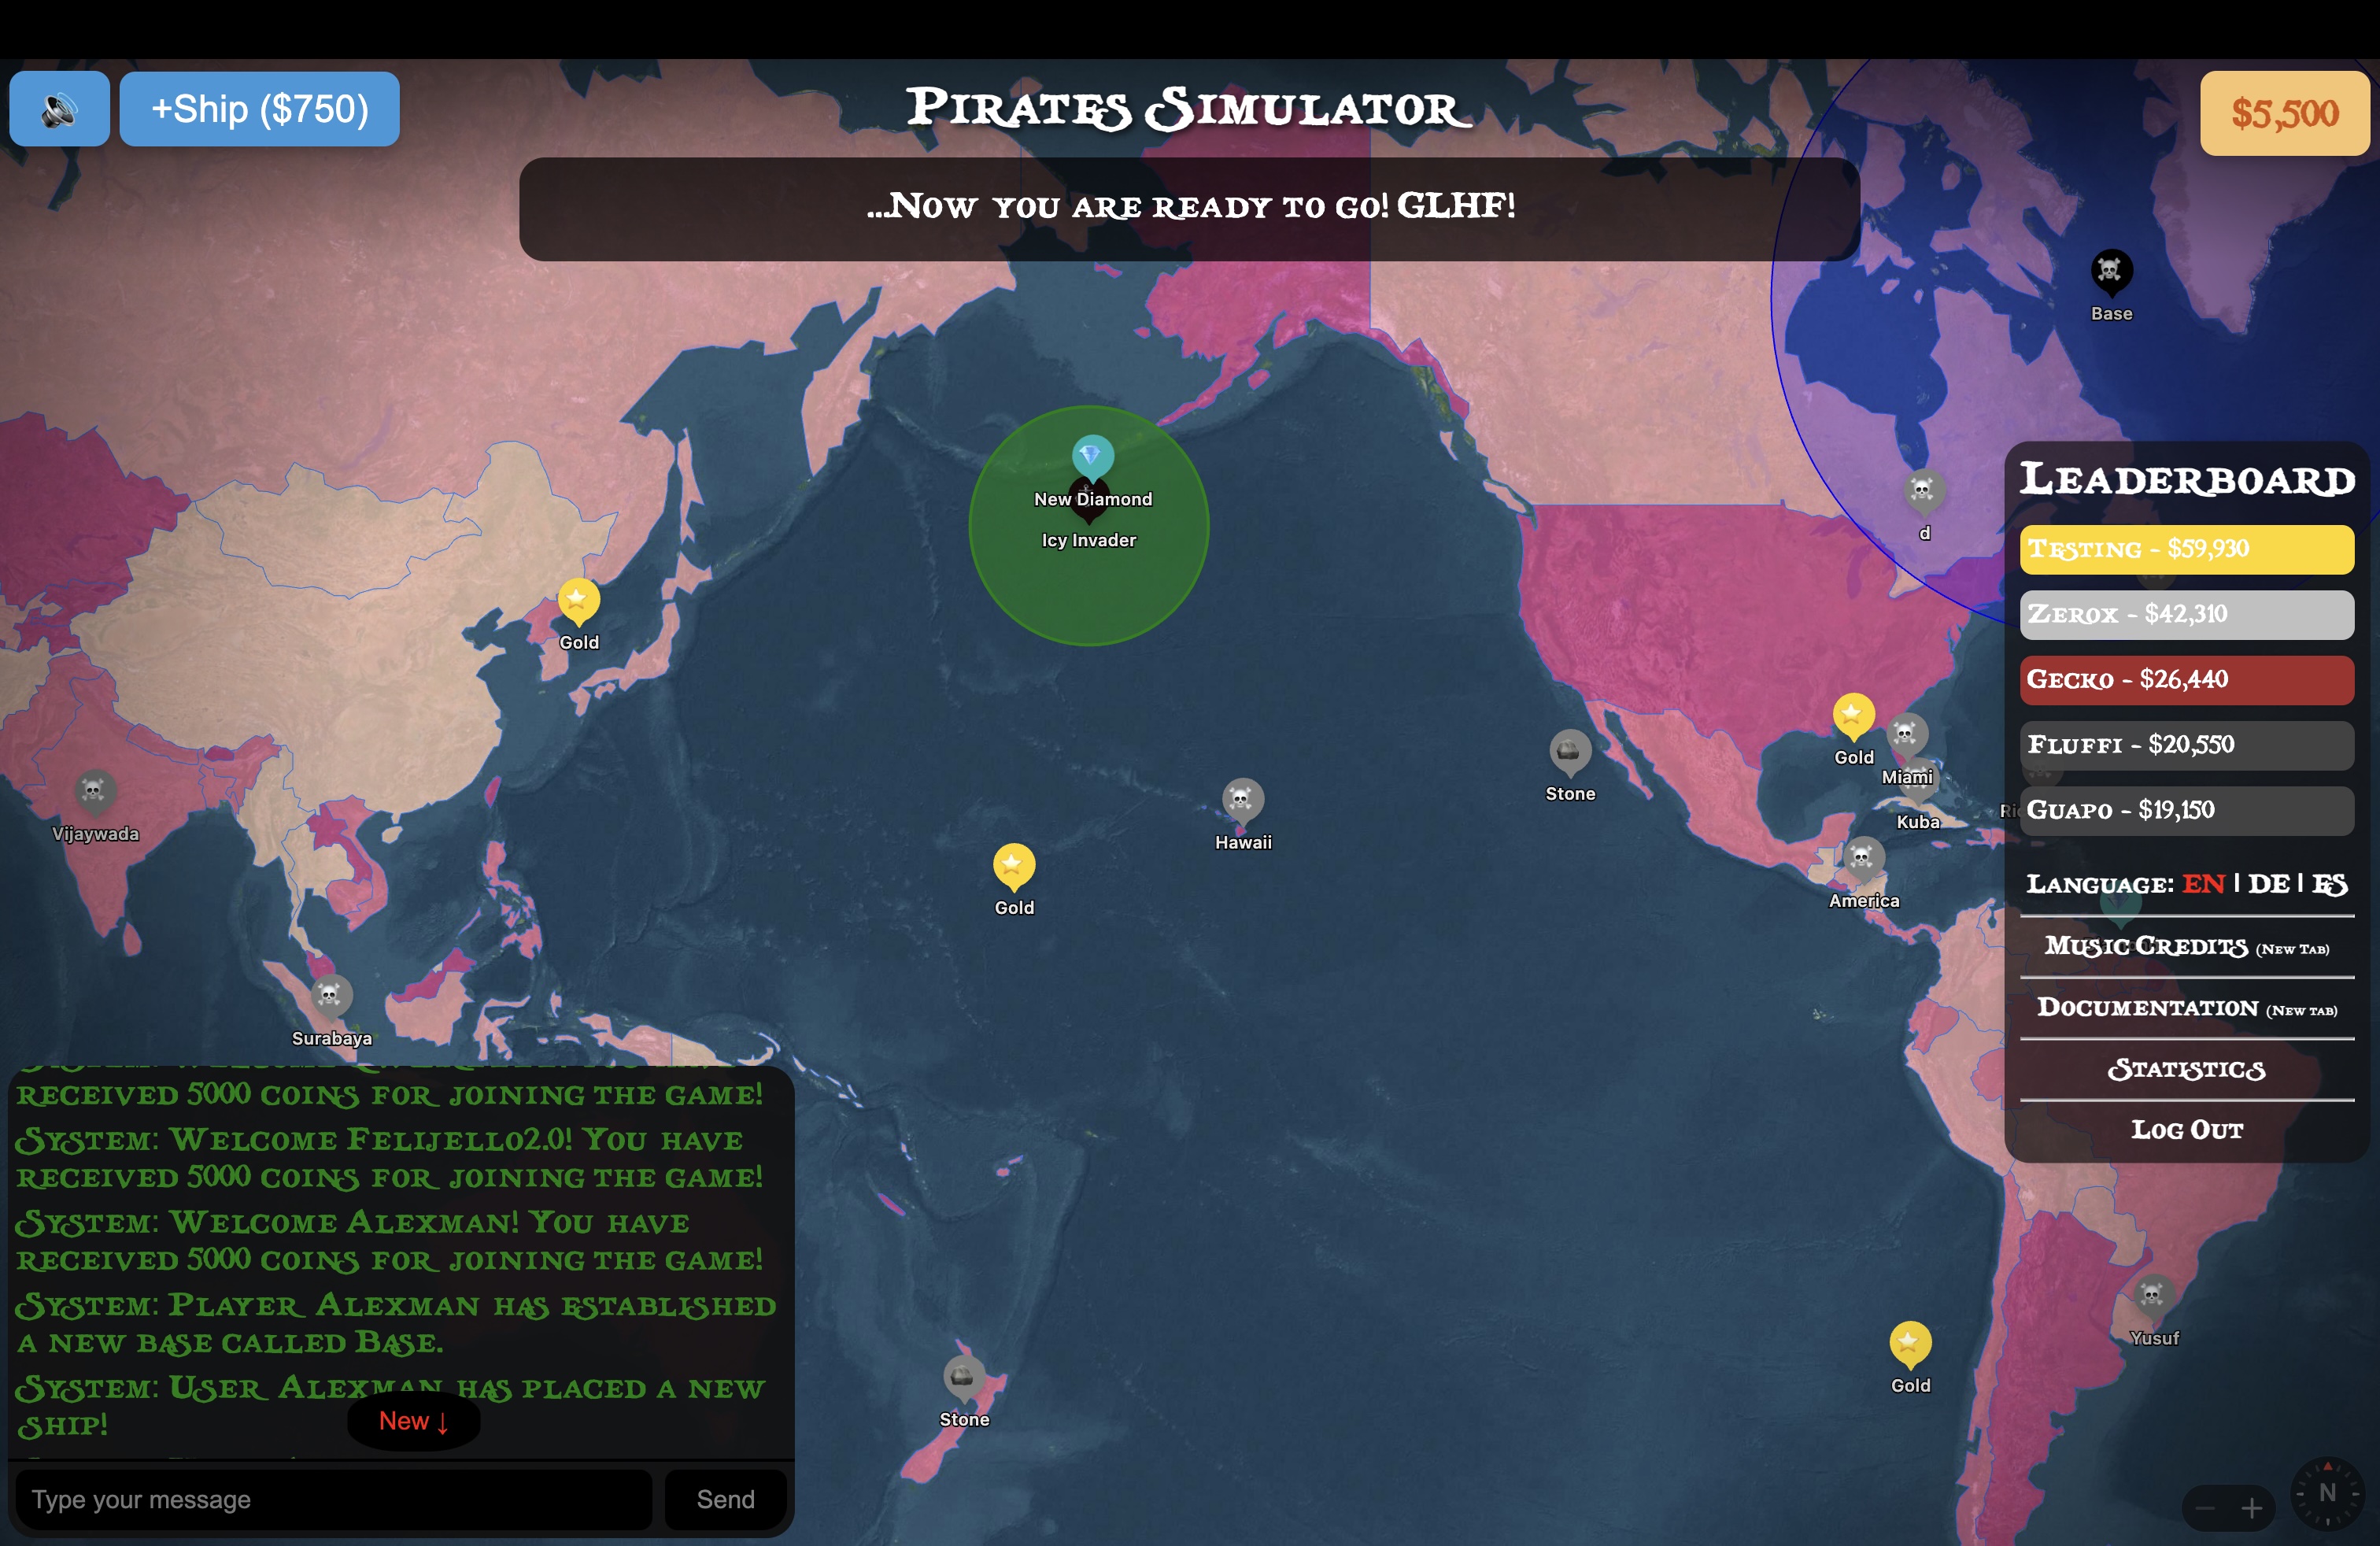 +Ship ($750)
Pirates Simulator
$5,500
...Now you are ready to go! GLHF!
Base
New Diamond
Icy Invader
d
Gold
Gold
Miami
Stone
Kuba
Hawaii
Vijaywada
America
Gold
Surabaya
Stone
Gold
Yusuf
Leaderboard
Testing - $59,930
Zerox - $42,310
Gecko - $26,440
Fluffi - $20,550
Guapo - $19,150
Language: EN | DE | ES
Music Credits (New Tab)
Documentation (New tab)
Statistics
Log Out
received 5000 coins for joining the game!
System: Welcome Felijello2.0! You have
received 5000 coins for joining the game!
System: Welcome Alexman! You have
received 5000 coins for joining the game!
System: Player Alexman has established
a new base called Base.
System: User Alexman has placed a new
ship!
New ↓
Type your message
Send
N